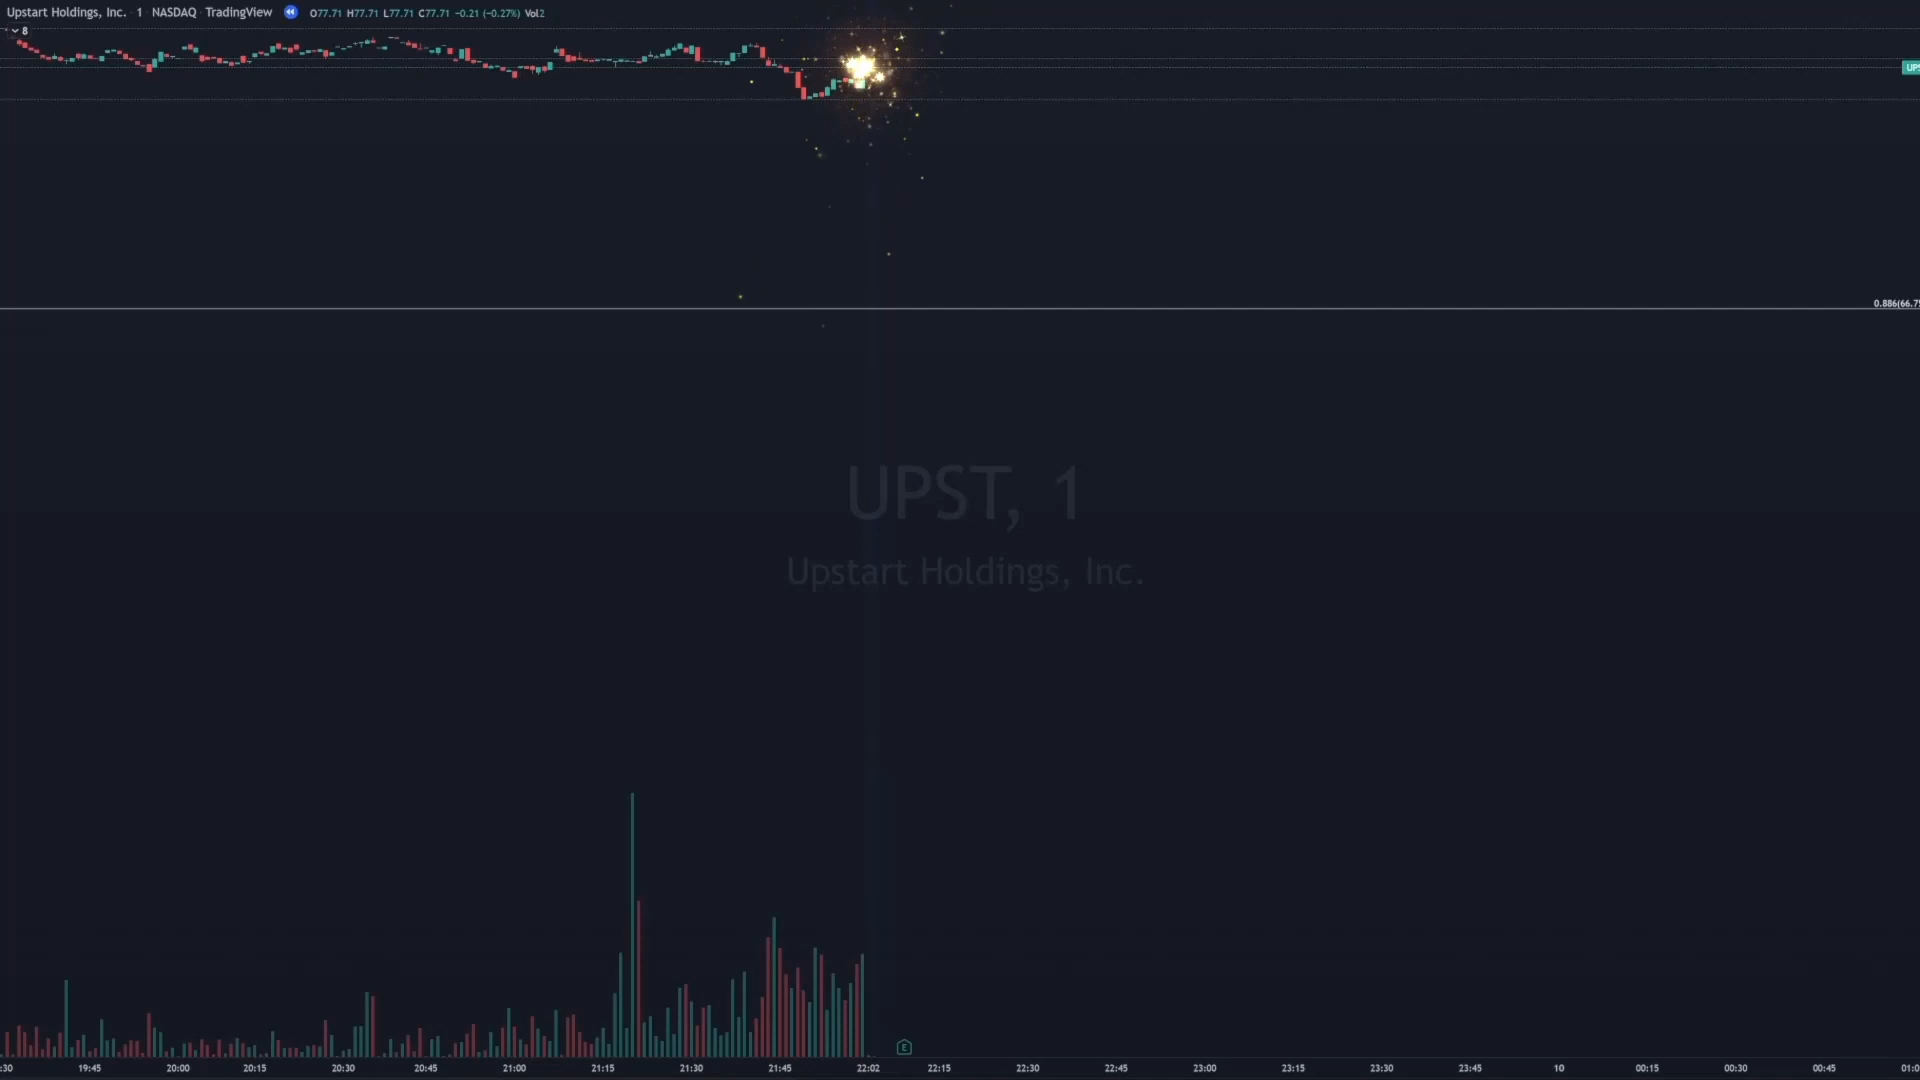 Upstart Holdings, Inc. · 1 · NASDAQ · TradingView O77.71 H77.71 L77.71 C77.71 −0.21 (−0.27%) Vol2
8
UPS
0.886(66.75
UPST, 1
Upstart Holdings, Inc.
E
:30 19:45 20:00 20:15 20:30 20:45 21:00 21:15 21:30 21:45 22:02 22:15 22:30 22:45 23:00 23:15 23:30 23:45 10 00:15 00:30 00:45 01:0